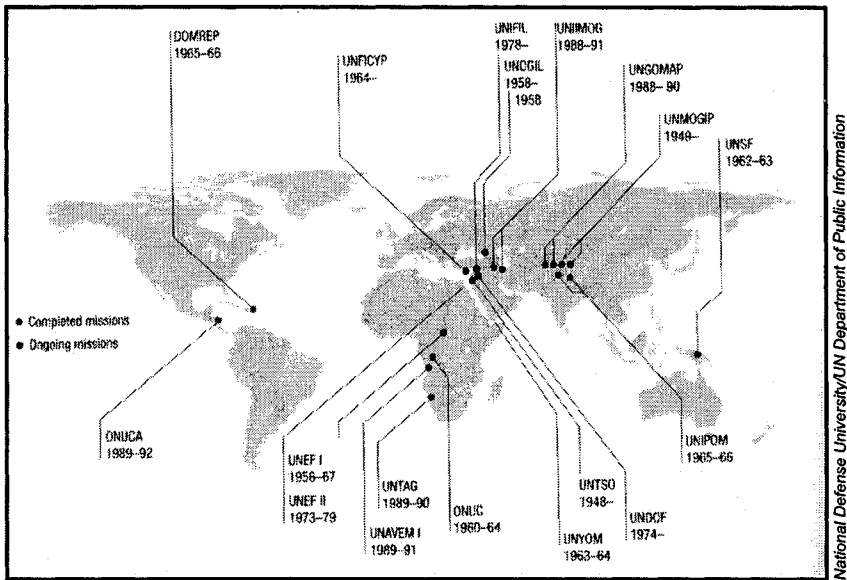 DOMREP
1965–66
UNFICYP
1964–
UNIFIL
1978–
UNOGIL
1958–
1958
UNIIMOG
1988–91
UNGOMAP
1988–90
UNMOGIP
1949–
UNSF
1962–63
Completed missions
Ongoing missions
ONUCA
1989–92
UNEF I
1956–67
UNEF II
1973–79
UNTAG
1989–90
UNAVEM I
1989–91
ONUC
1960–64
UNYOM
1963–64
UNTSO
1948–
UNDOF
1974–
UNIPOM
1965–66
National Defense University/UN Department of Public Information